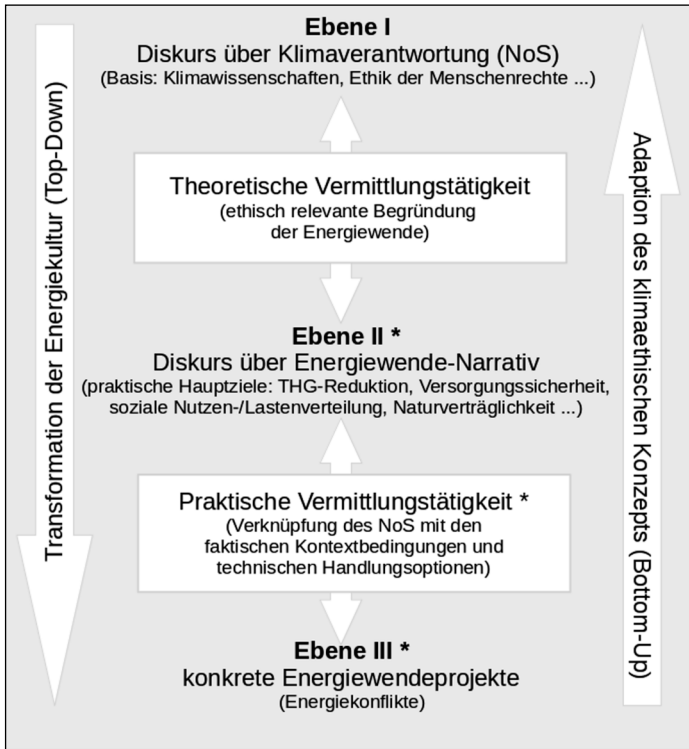 Ebene I
Diskurs über Klimaverantwortung (NoS)
(Basis: Klimawissenschaften, Ethik der Menschenrechte ...)
Transformation der Energiekultur (Top-Down)
Adaption des klimaethischen Konzepts (Bottom-Up)
Theoretische Vermittlungstätigkeit
(ethisch relevante Begründung
der Energiewende)
Ebene II *
Diskurs über Energiewende-Narrativ
(praktische Hauptziele: THG-Reduktion, Versorgungssicherheit,
soziale Nutzen-/Lastenverteilung, Naturverträglichkeit ...)
Praktische Vermittlungstätigkeit *
(Verknüpfung des NoS mit den
faktischen Kontextbedingungen und
technischen Handlungsoptionen)
Ebene III *
konkrete Energiewendeprojekte
(Energiekonflikte)